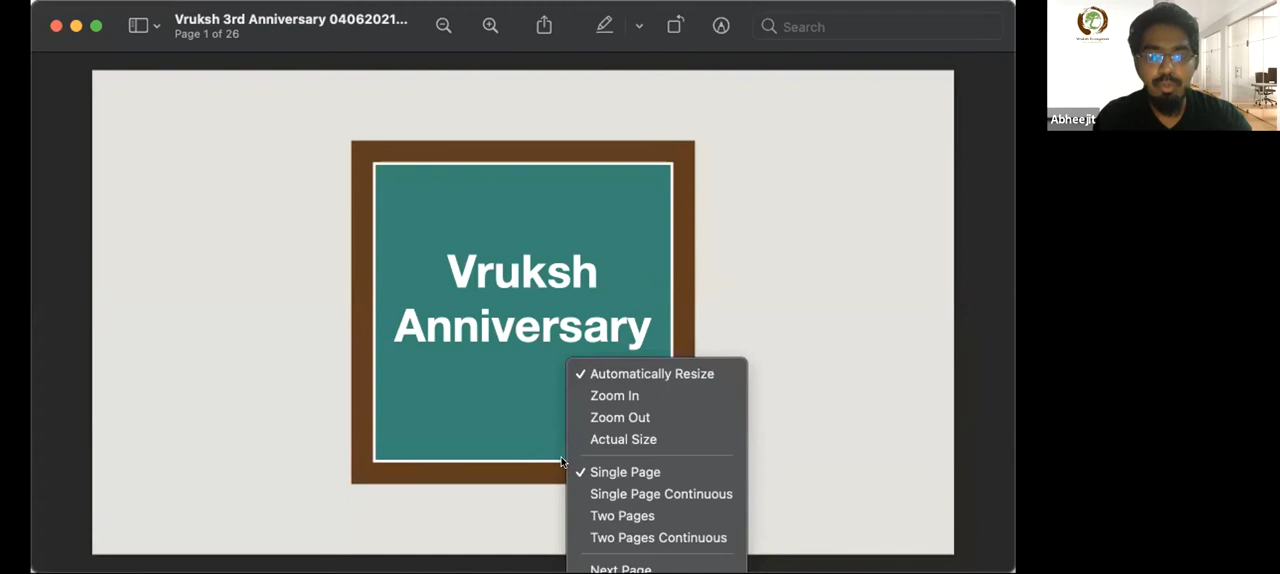 Vruksh 3rd Anniversary 04062021...
Page 1 of 26
Search
Vruksh
Anniversary
Automatically Resize
Zoom In
Zoom Out
Actual Size
Single Page
Single Page Continuous
Two Pages
Two Pages Continuous
Next Page
Abheejit